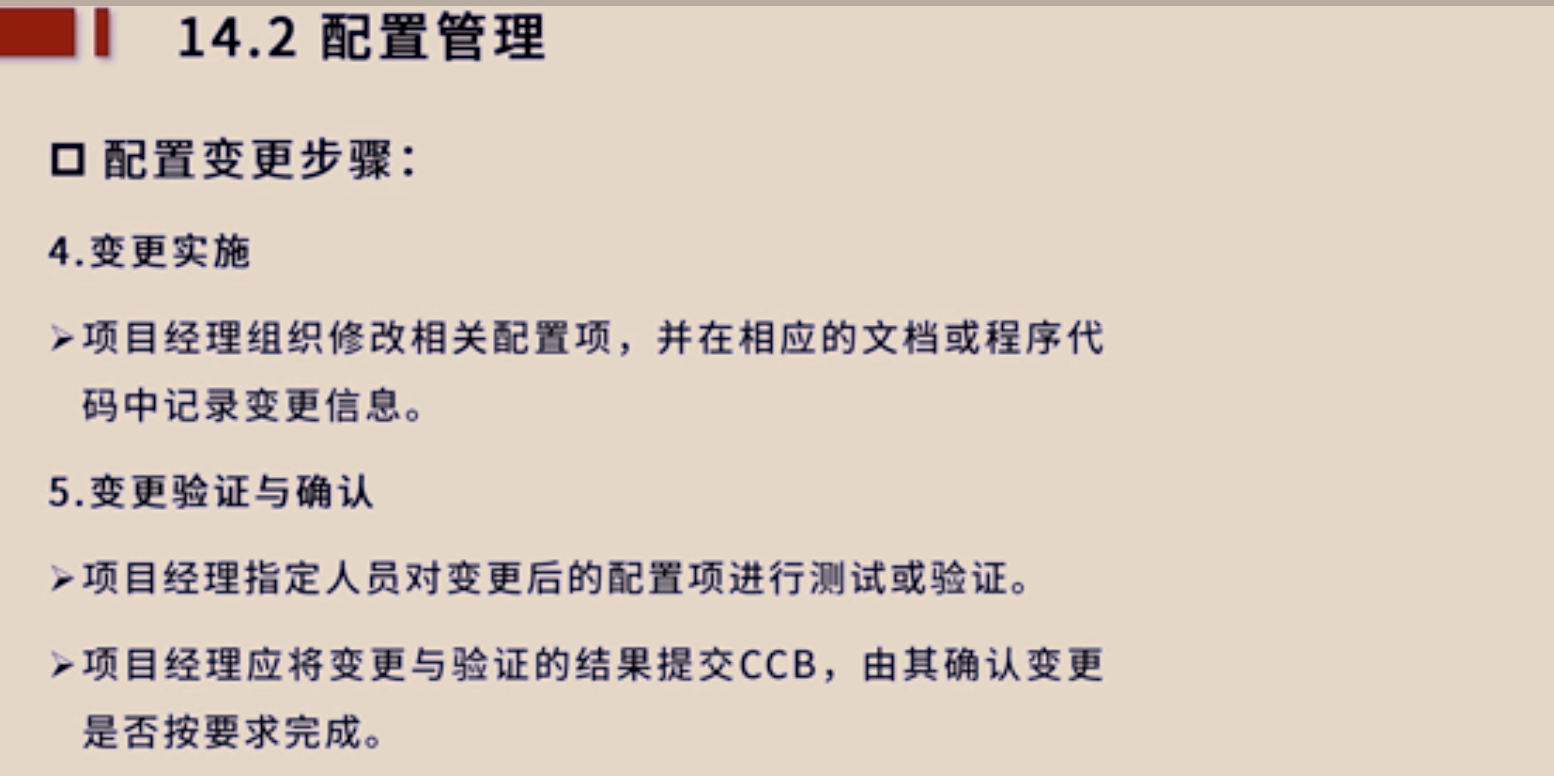 14.2 配置管理
配置变更步骤：
4.变更实施
➢项目经理组织修改相关配置项，并在相应的文档或程序代
码中记录变更信息。
5.变更验证与确认
➢项目经理指定人员对变更后的配置项进行测试或验证。
➢项目经理应将变更与验证的结果提交CCB，由其确认变更
是否按要求完成。